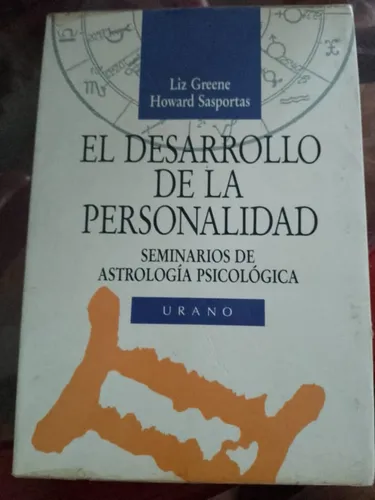 Liz Greene
Howard Sasportas
EL DESARROLLO
DE LA
PERSONALIDAD
SEMINARIOS DE
ASTROLOGÍA PSICOLÓGICA
URANO